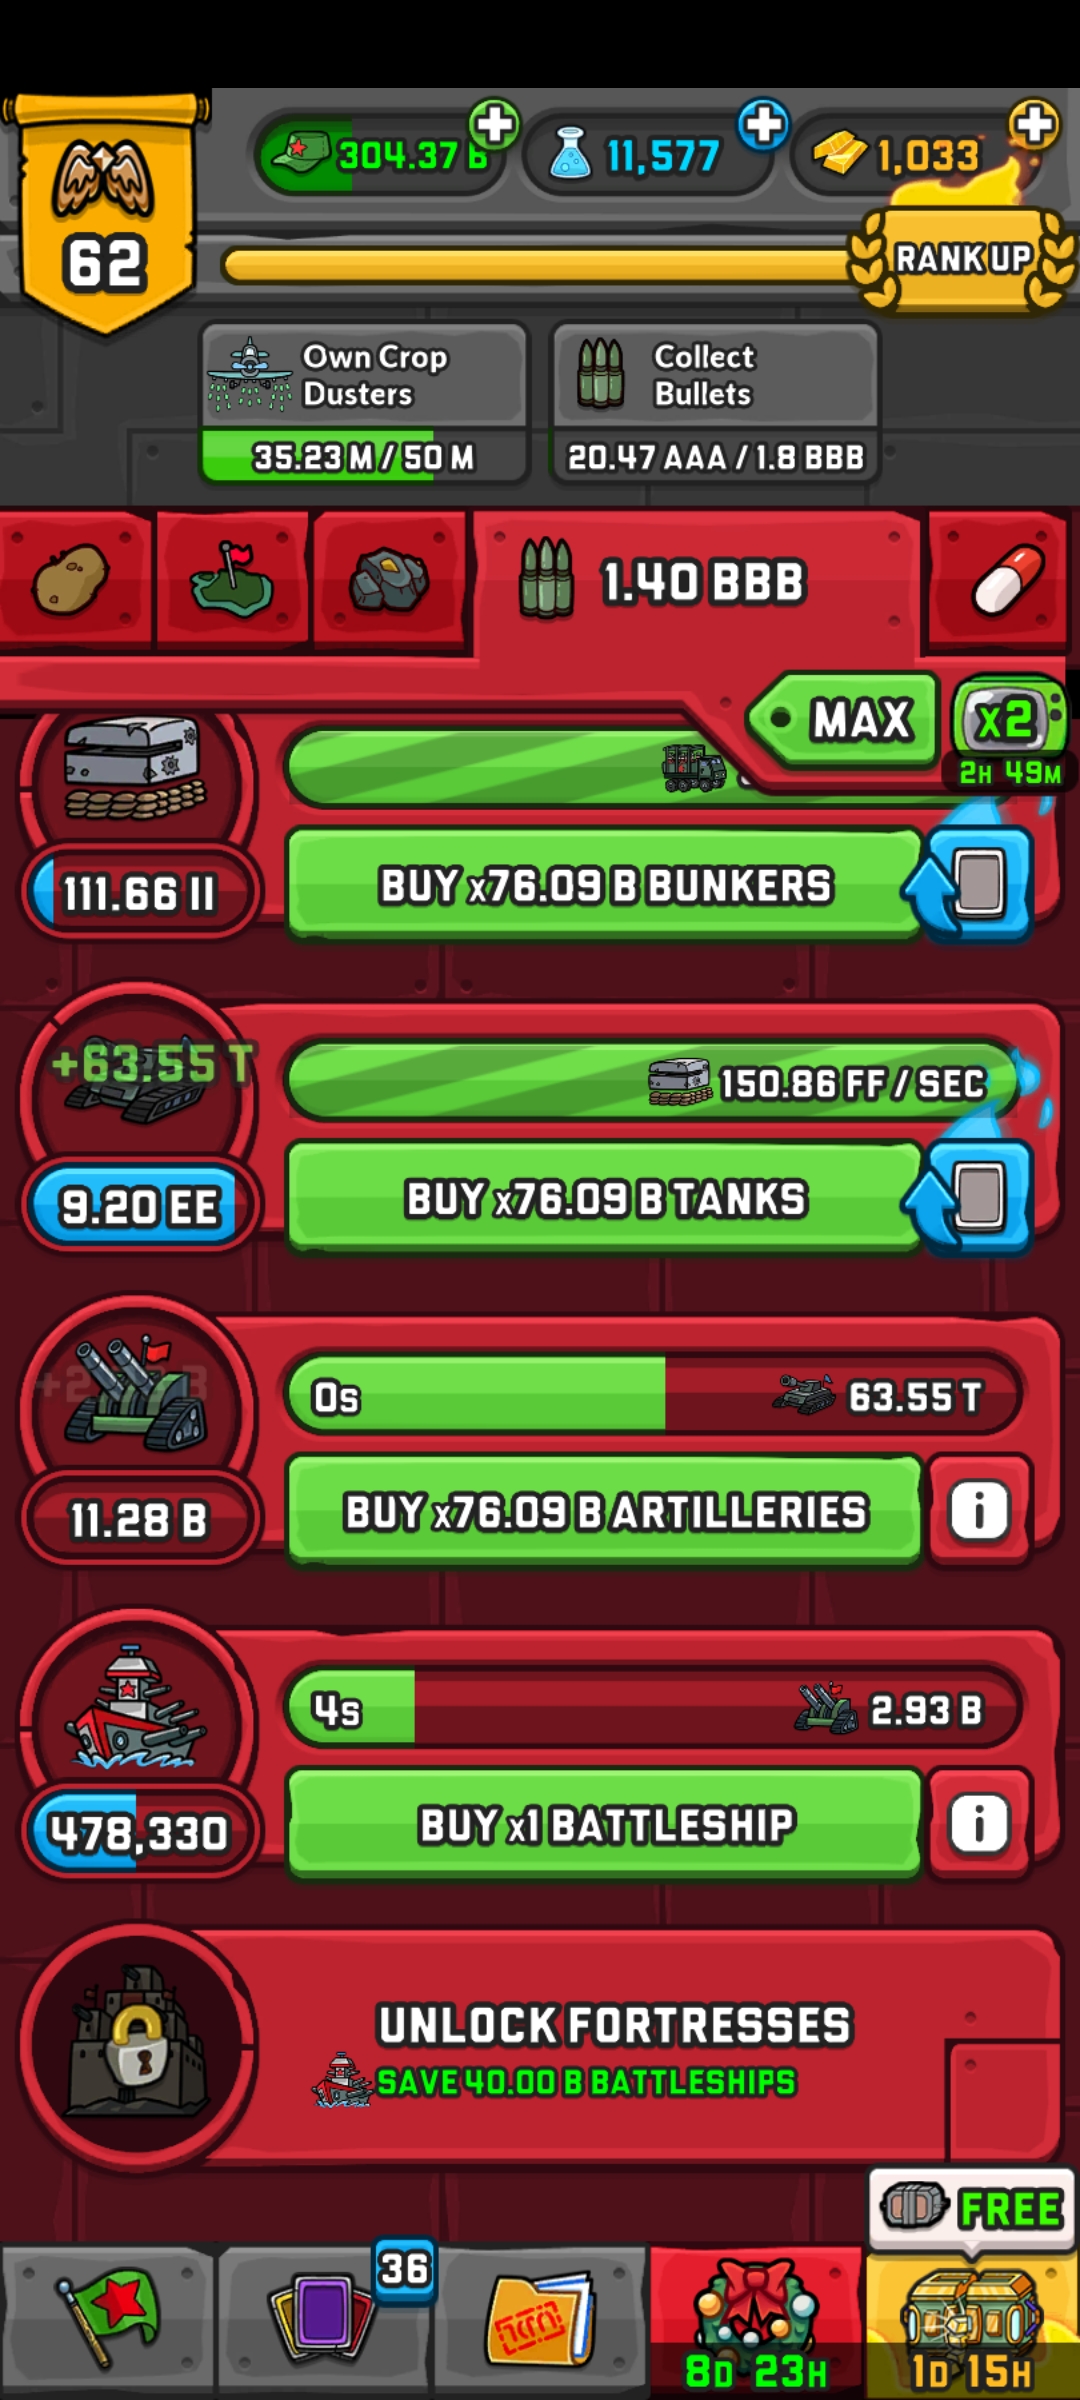 304.37 B
11,577
1,033
62
RANK UP
Own Crop
Dusters
35.23 M / 50 M
Collect
Bullets
20.47 AAA / 1.8 BBB
1.40 BBB
MAX
x2
2H 49M
111.66 II
BUY x76.09 B BUNKERS
+63.55 T
150.86 FF / SEC
9.20 EE
BUY x76.09 B TANKS
0s
63.55 T
11.28 B
BUY x76.09 B ARTILLERIES
i
4s
2.93 B
478,330
BUY x1 BATTLESHIP
i
UNLOCK FORTRESSES
SAVE 40.00 B BATTLESHIPS
FREE
36
8D 23H
1D 15H